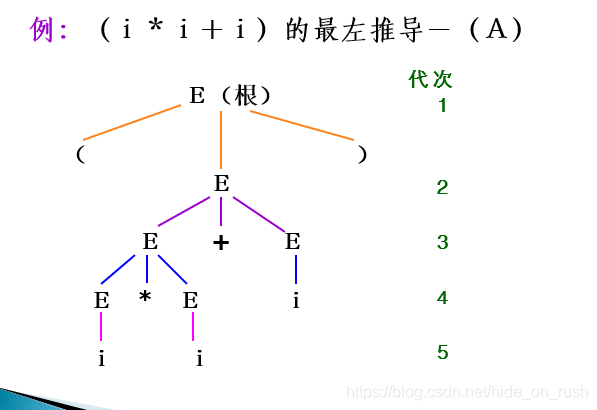 例：（ i * i + i ）的最左推导－（A）
代次
E（根） 1
( )
E 2
E + E 3
E * E i 4
i i 5
https://blog.csdn.net/hide_on_rush